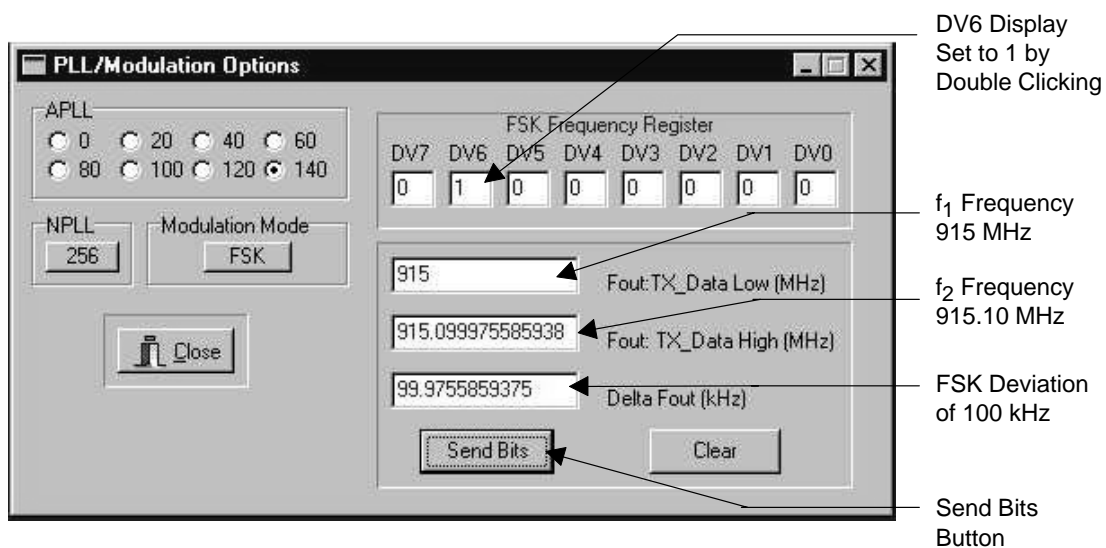 DV6 Display
Set to 1 by
Double Clicking
PLL/Modulation Options
APLL
0 20 40 60
80 100 120 140
NPLL
256
Modulation Mode
FSK
Close
FSK Frequency Register
DV7 DV6 DV5 DV4 DV3 DV2 DV1 DV0
0 1 0 0 0 0 0 0
915
Fout:TX_Data Low (MHz)
915.099975585938
Fout: TX_Data High (MHz)
99.9755859375
Delta Fout (kHz)
Send Bits
Clear
f1 Frequency
915 MHz
f2 Frequency
915.10 MHz
FSK Deviation
of 100 kHz
Send Bits
Button